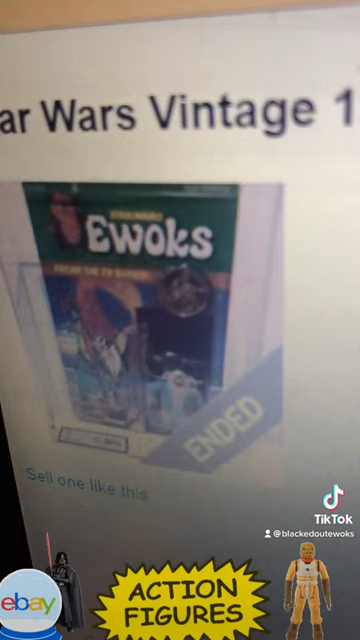 ar Wars Vintage 1
STAR WARS
Ewoks
FROM THE TV SERIES
ENDED
Sell one like this
TikTok
@blackedoutewoks
ebay
ACTION
FIGURES